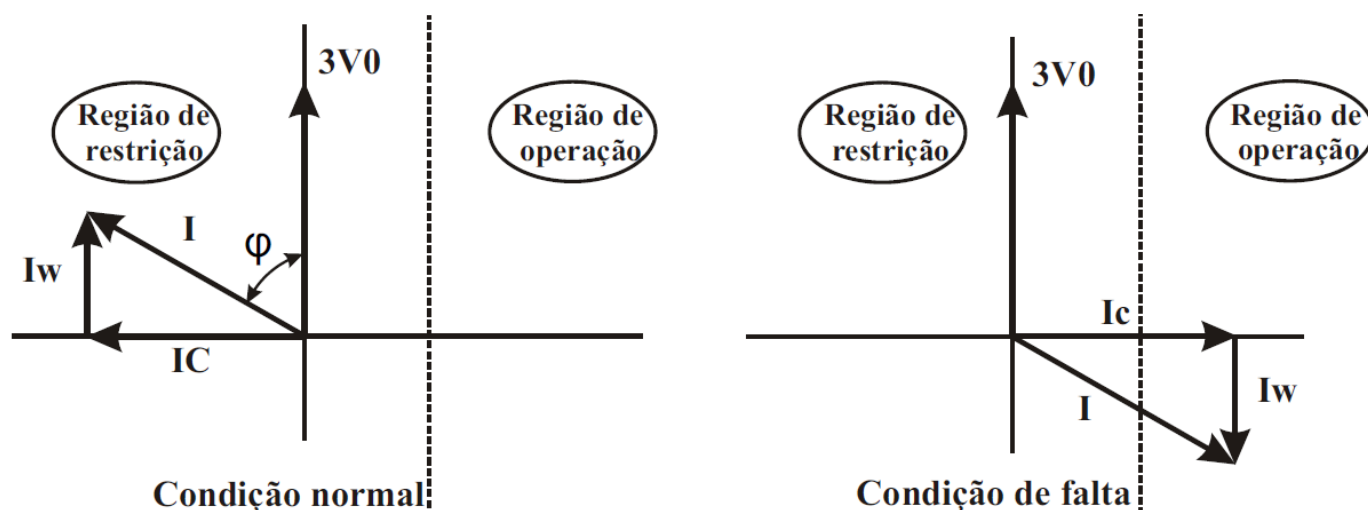 3V0
Região de
restrição
Região de
operação
I
φ
Iw
IC
Condição normal
3V0
Região de
restrição
Região de
operação
Ic
I
Iw
Condição de falta